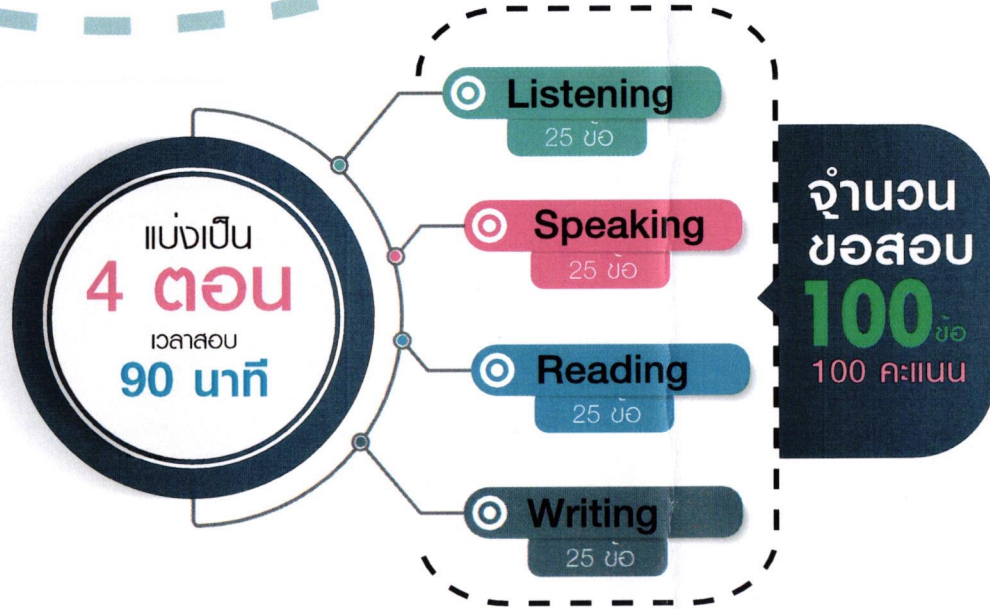 แบ่งเป็น
4 ตอน
เวลาสอบ
90 นาที
Listening
25 ข้อ
Speaking
25 ข้อ
Reading
25 ข้อ
Writing
25 ข้อ
จำนวน
ข้อสอบ
100 ข้อ
100 คะแนน